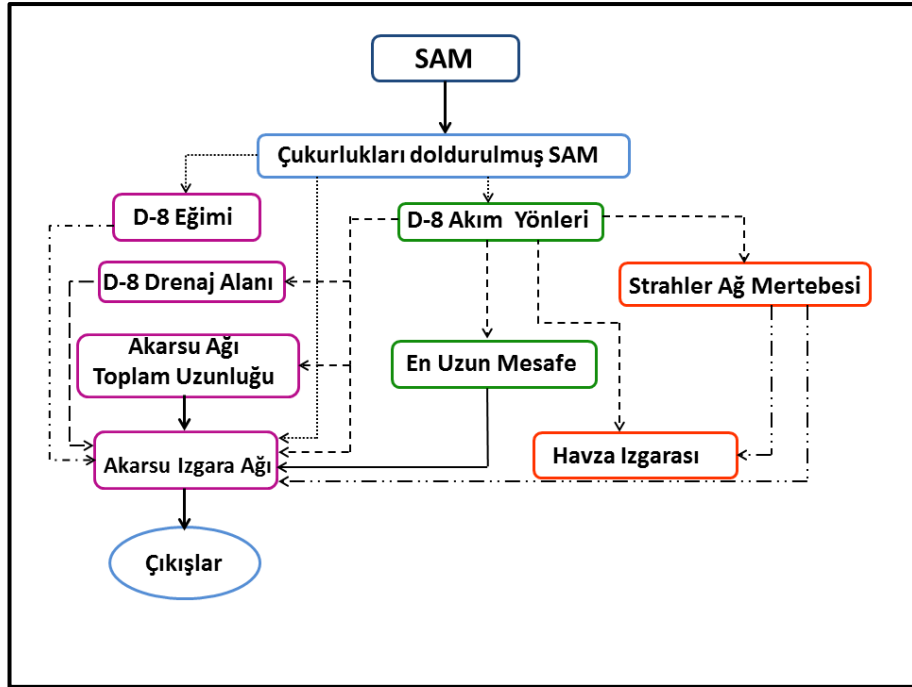 SAM
Çukurlukları doldurulmuş SAM
D-8 Eğimi
D-8 Akım Yönleri
D-8 Drenaj Alanı
Strahler Ağ Mertebesi
Akarsu Ağı
Toplam Uzunluğu
En Uzun Mesafe
Akarsu Izgara Ağı
Havza Izgarası
Çıkışlar